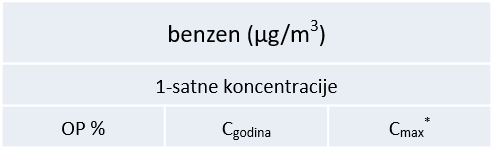 benzen (µg/m³)
1-satne koncentracije
OP % Cgodina Cmax*